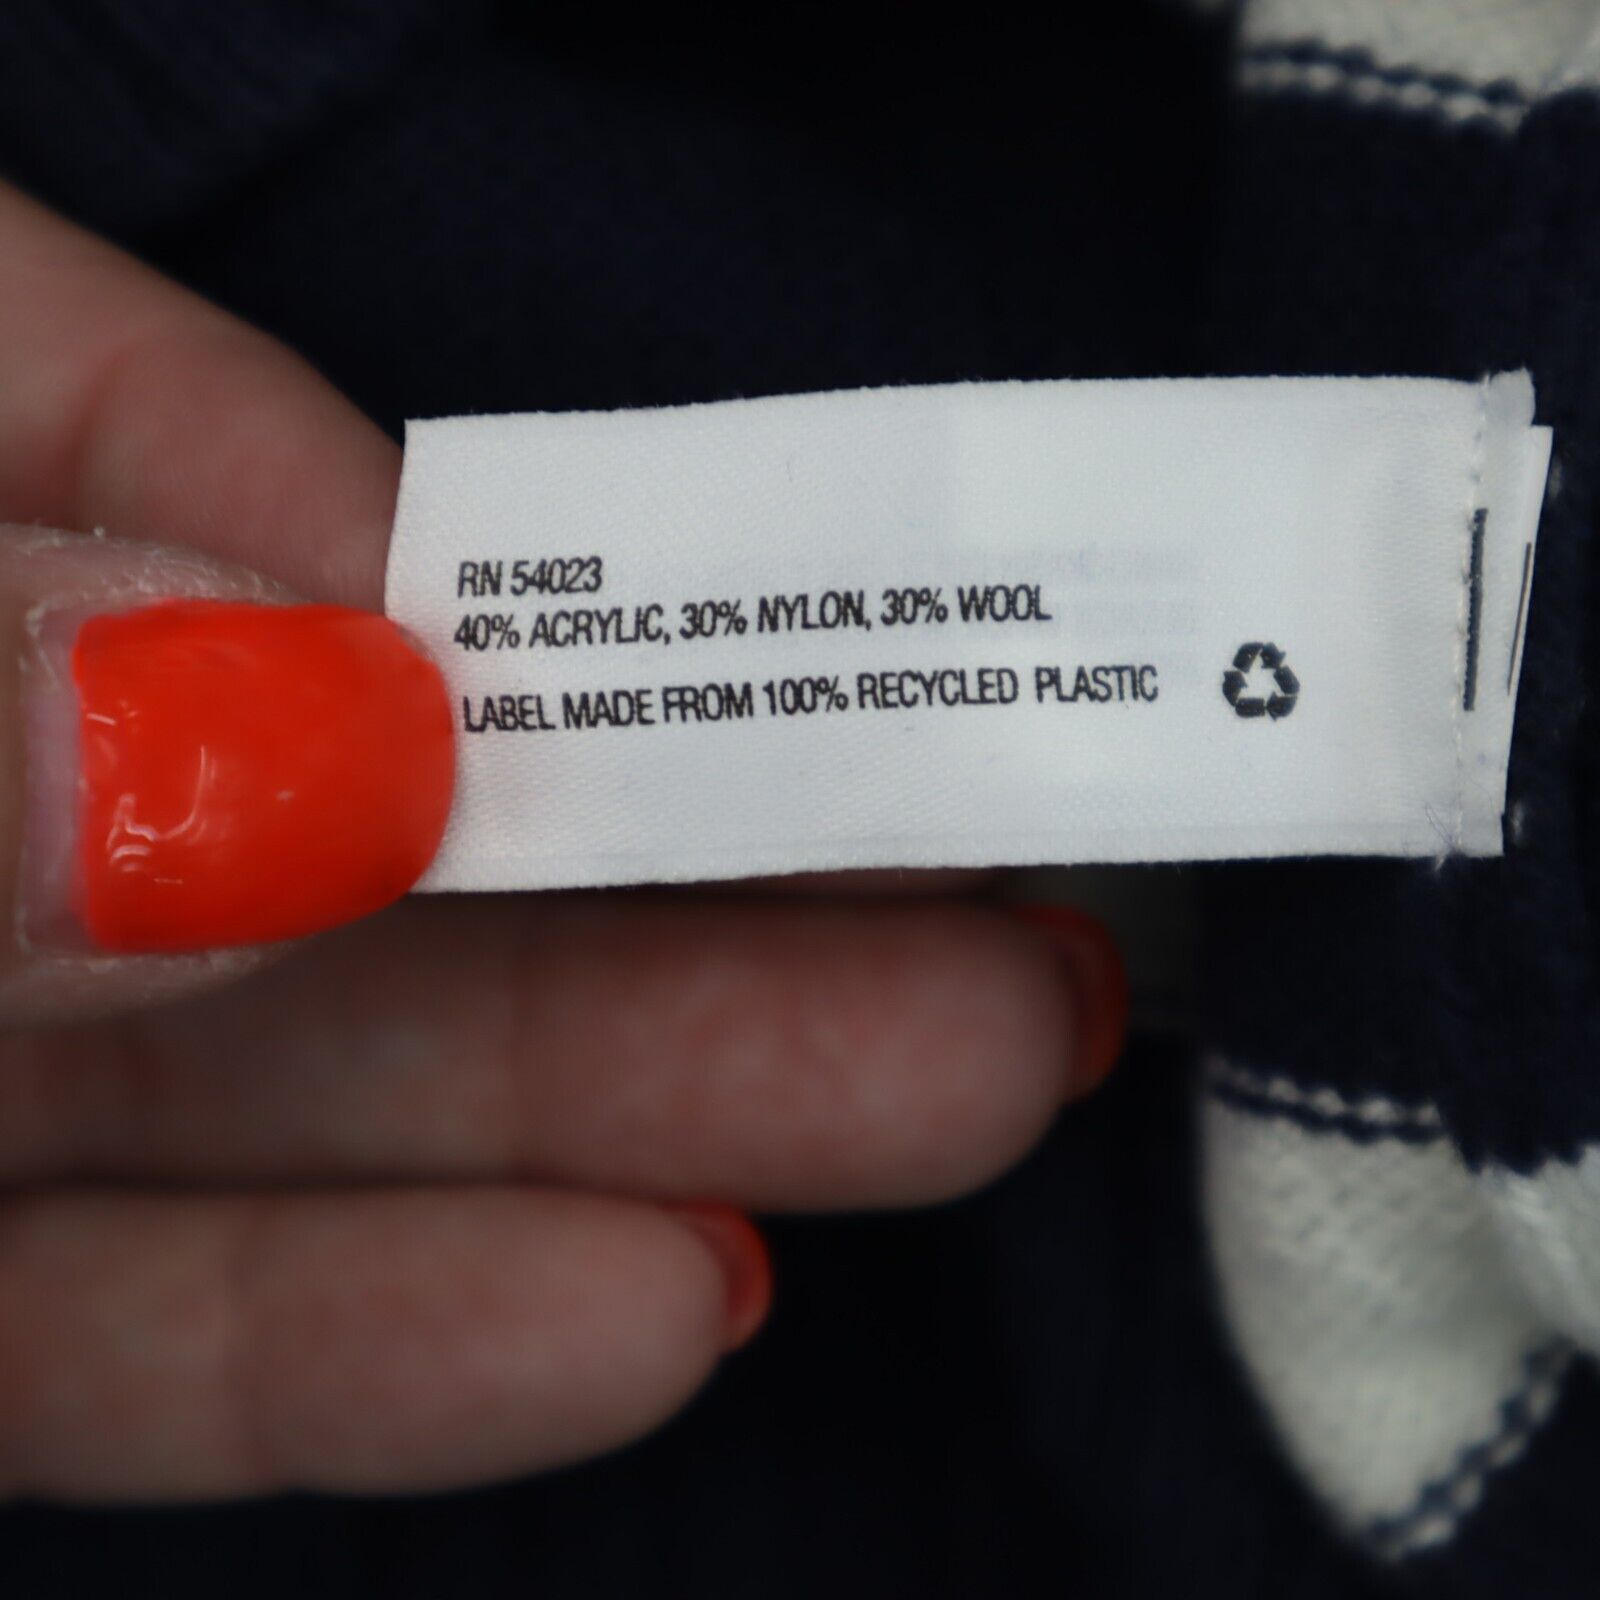 RN 54023
40% ACRYLIC, 30% NYLON, 30% WOOL
LABEL MADE FROM 100% RECYCLED PLASTIC